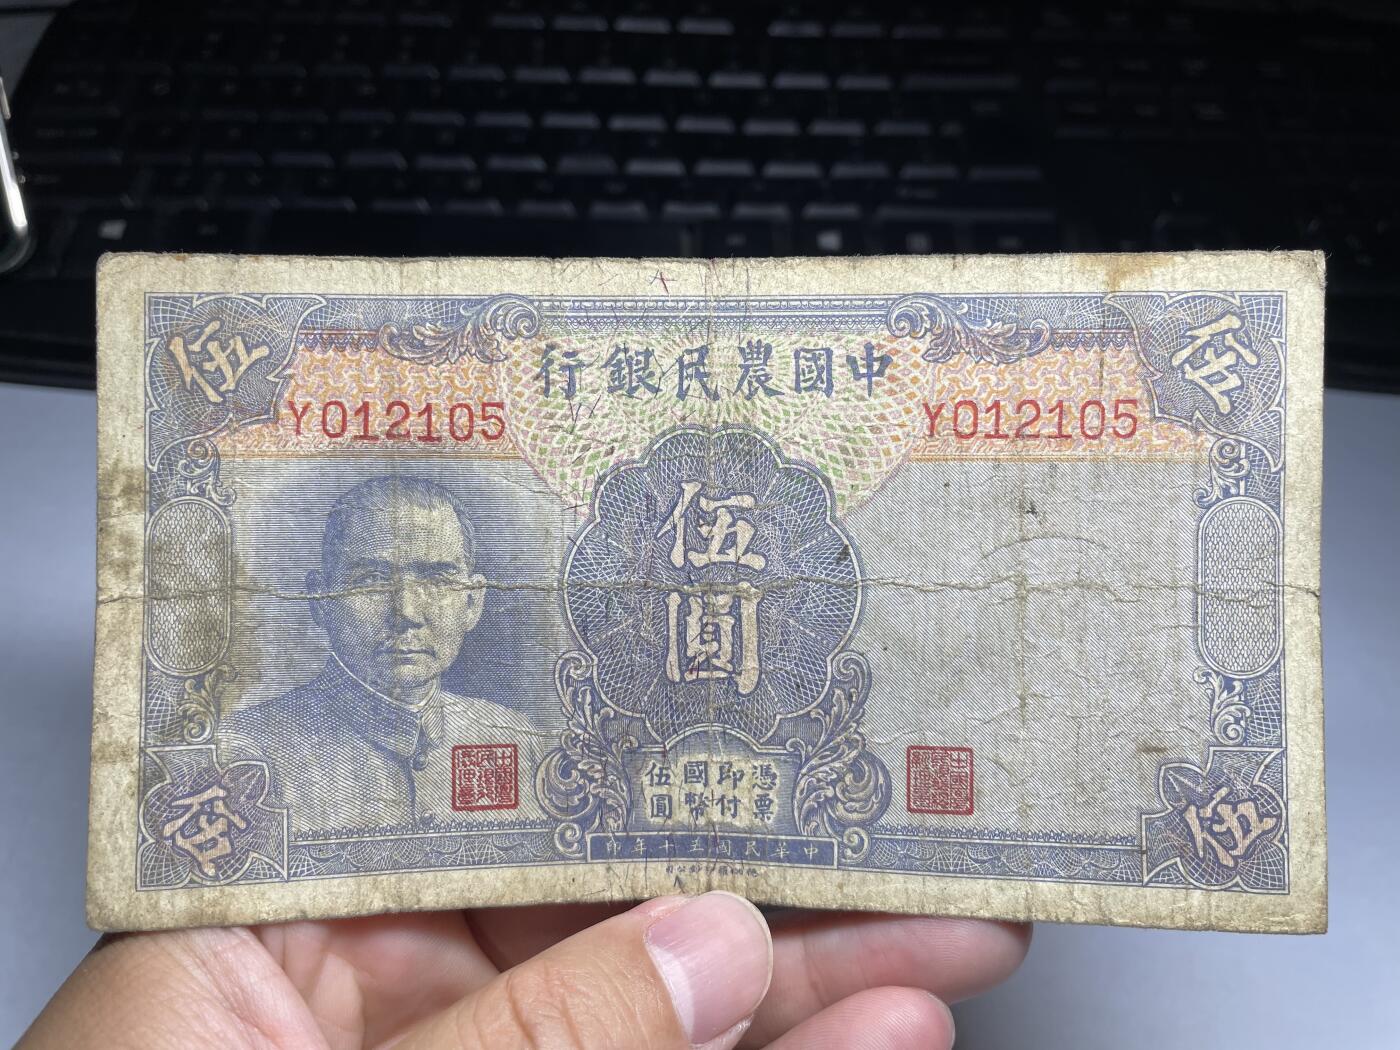 中國農民銀行
伍
伍
Y012105
Y012105
伍圓
憑票即付國幣伍圓
伍
伍
中華民國三十年印